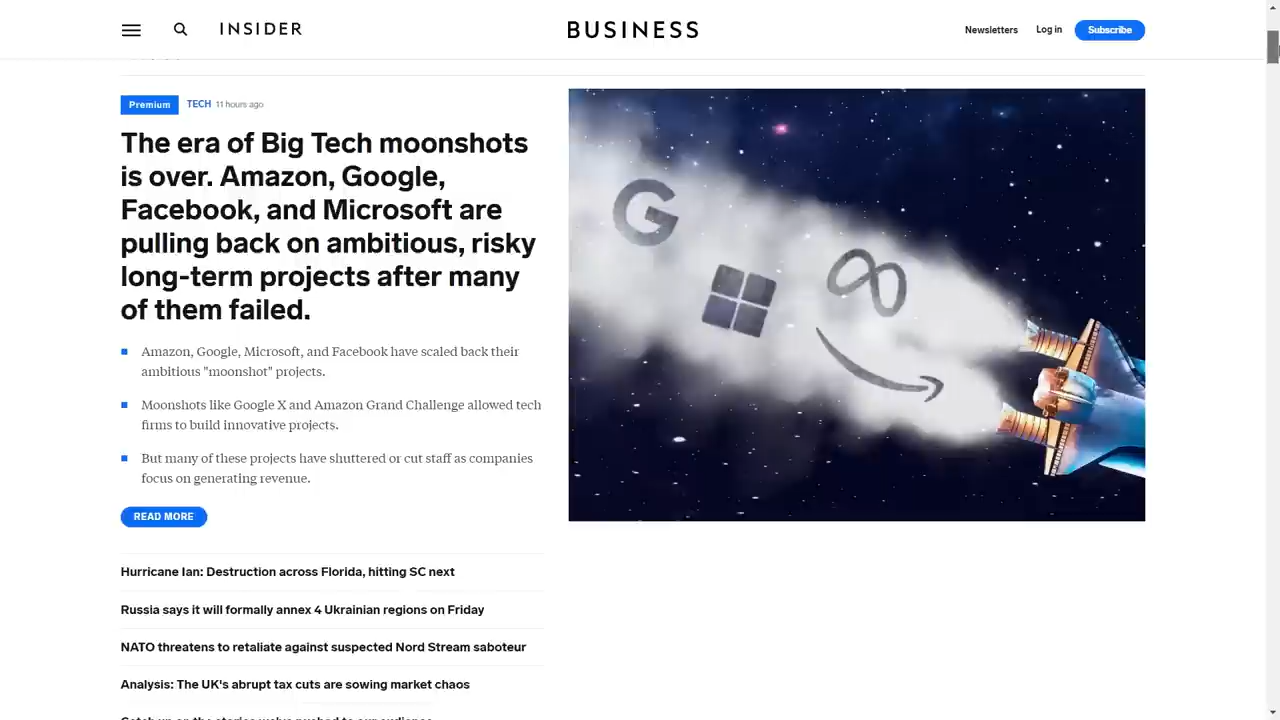 INSIDER
BUSINESS
Newsletters
Log in
Subscribe
Premium
TECH 11 hours ago
The era of Big Tech moonshots
is over. Amazon, Google,
Facebook, and Microsoft are
pulling back on ambitious, risky
long-term projects after many
of them failed.
Amazon, Google, Microsoft, and Facebook have scaled back their
ambitious "moonshot" projects.
Moonshots like Google X and Amazon Grand Challenge allowed tech
firms to build innovative projects.
But many of these projects have shuttered or cut staff as companies
focus on generating revenue.
READ MORE
G
Hurricane Ian: Destruction across Florida, hitting SC next
Russia says it will formally annex 4 Ukrainian regions on Friday
NATO threatens to retaliate against suspected Nord Stream saboteur
Analysis: The UK's abrupt tax cuts are sowing market chaos